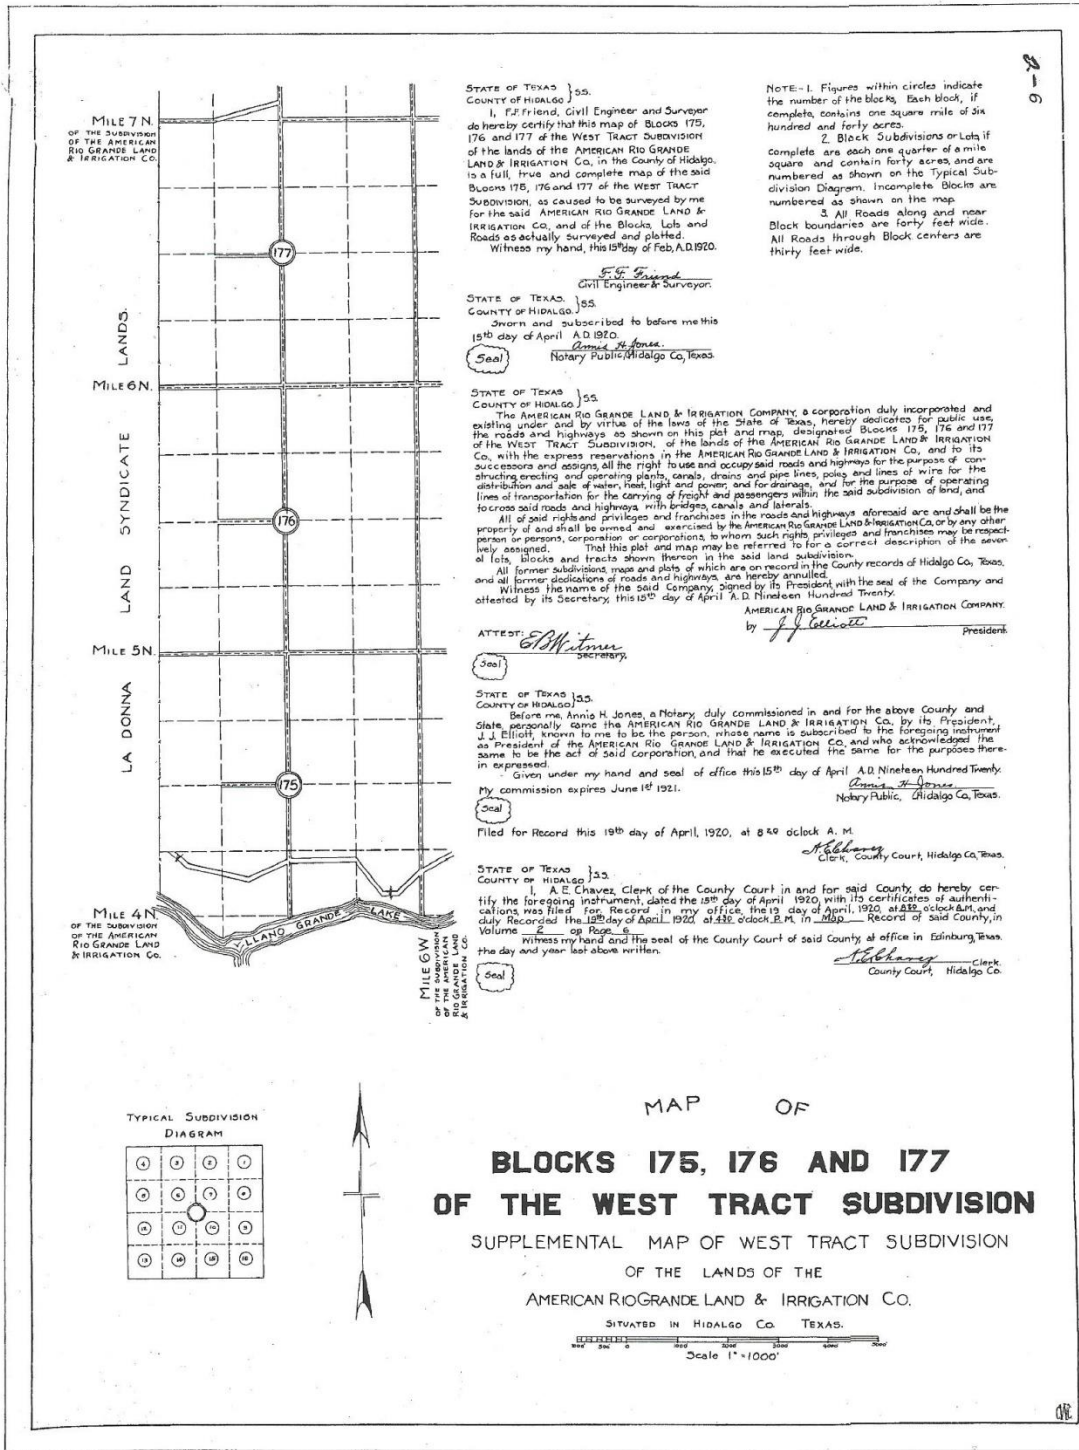 2-6
MILE 7 N.
OF THE SUBDIVISION
OF THE AMERICAN
RIO GRANDE LAND
& IRRIGATION CO.
177
MILE 6 N.
176
MILE 5 N.
175
LA DONNA LAND SYNDICATE LANDS.
MILE 4 N.
OF THE SUBDIVISION
OF THE AMERICAN
RIO GRANDE LAND
& IRRIGATION CO.
LLANO GRANDE LAKE
MILE 6 W
OF THE SUBDIVISION
OF THE AMERICAN
RIO GRANDE LAND
& IRRIGATION CO.
STATE OF TEXAS } SS.
COUNTY OF HIDALGO
I, F.F. Friend, Civil Engineer and Surveyor
do hereby certify that this map of BLOCKS 175,
176 and 177 of the WEST TRACT SUBDIVISION
of the lands of the AMERICAN RIO GRANDE
LAND & IRRIGATION CO., in the County of Hidalgo,
is a full, true and complete map of the said
BLOCKS 175, 176 and 177 of the WEST TRACT
SUBDIVISION, as caused to be surveyed by me
for the said AMERICAN RIO GRANDE LAND &
IRRIGATION CO., and of the Blocks, Lots and
Roads as actually surveyed and plotted.
Witness my hand, this 15th day of Feb, A.D. 1920.
F. F. Friend
Civil Engineer & Surveyor.
STATE OF TEXAS. } SS.
COUNTY OF HIDALGO.
Sworn and subscribed to before me this
15th day of April A.D. 1920.
Annis H. Jones.
Seal
Notary Public, Hidalgo Co, Texas.
NOTE- 1. Figures within circles indicate
the number of the blocks, Each block, if
complete, contains one square mile of six
hundred and forty acres.
2. Block Subdivisions or Lots, if
complete are each one quarter of a mile
square and contain forty acres, and are
numbered as shown on the Typical Sub-
division Diagram. Incomplete Blocks are
numbered as shown on the map
3. All Roads along and near
Block boundaries are forty feet wide.
All Roads through Block centers are
thirty feet wide.
STATE OF TEXAS } SS.
COUNTY OF HIDALGO
The AMERICAN RIO GRANDE LAND & IRRIGATION COMPANY, a corporation duly incorporated and
existing under and by virtue of the laws of the State of Texas, hereby dedicates for public use,
the roads and highways as shown on this plat and map, designated BLOCKS 175, 176 and 177
of the WEST TRACT SUBDIVISION, of the lands of the AMERICAN RIO GRANDE LAND & IRRIGATION
CO., with the express reservations in the AMERICAN RIO GRANDE LAND & IRRIGATION CO., and to its
successors and assigns, all the right to use and occupy said roads and highways for the purpose of con-
structing, erecting and operating plants, canals, drains and pipe lines, poles and lines of wire for the
distribution and sale of water, heat, light and power, and for drainage, and for the purpose of operating
lines of transportation for the carrying of freight and passengers within the said subdivision of land, and
to cross said roads and highways with bridges, canals and laterals.
All of said rights and privileges and franchises in the roads and highways aforesaid are and shall be the
property of and shall be owned and exercised by the AMERICAN RIO GRANDE LAND & IRRIGATION CO, or by any other
person or persons, corporation or corporations, to whom such rights, privileges and franchises may be respect-
ively assigned. That this plat and map may be referred to for a correct description of the sever-
al lots, blocks and tracts shown thereon in the said land subdivision.
All former subdivisions, maps and plats of which are on record in the County records of Hidalgo Co, Texas,
and all former dedications of roads and highways, are hereby annulled.
Witness the name of the said Company, signed by its President, with the seal of the Company and
attested by its Secretary, this 15th day of April A. D. Nineteen Hundred Twenty.
AMERICAN RIO GRANDE LAND & IRRIGATION COMPANY.
by J. J. Elliott
President
ATTEST: E B Witmer
Secretary.
Seal
STATE OF TEXAS } SS.
COUNTY OF HIDALGO
Before me, Annis H. Jones, a Notary, duly commissioned in and for the above County and
State, personally came the AMERICAN RIO GRANDE LAND & IRRIGATION CO., by its President,
J. J. Elliott, known to me to be the person, whose name is subscribed to the foregoing instrument
as President of the AMERICAN RIO GRANDE LAND & IRRIGATION CO., and who acknowledged the
same to be the act of said corporation, and that he executed the same for the purposes there-
in expressed.
Given under my hand and seal of office this 15th day of April A.D. Nineteen Hundred Twenty.
My commission expires June 1st 1921.
Annis H Jones
Notary Public, Hidalgo Co, Texas.
Seal
Filed for Record this 19th day of April, 1920, at 8 20 oclock A. M.
A.E. Chavez
Clerk, County Court, Hidalgo Co, Texas.
STATE OF TEXAS } SS.
COUNTY OF HIDALGO
I, A.E. Chavez, Clerk of the County Court in and for said County, do hereby cer-
tify the foregoing instrument, dated the 15th day of April 1920, with its certificates of authenti-
cations, was filed for Record in my office, the 19 day of April, 1920, at oclock A.M, and
duly Recorded the 19th day of April 1920, at 4 30 oclock P.M, in Map Record of said County, in
Volume 2 on Page 6
Witness my hand and the seal of the County Court of said County, at office in Edinburg, Texas.
the day and year last above written.
A. E. Chavez Clerk
County Court, Hidalgo Co.
Seal
TYPICAL SUBDIVISION
DIAGRAM
4 3 2 1
5 6 7 8
12 11 10 9
13 14 15 16
MAP OF
BLOCKS 175, 176 AND 177
OF THE WEST TRACT SUBDIVISION
SUPPLEMENTAL MAP OF WEST TRACT SUBDIVISION
OF THE LANDS OF THE
AMERICAN RIO GRANDE LAND & IRRIGATION CO.
SITUATED IN HIDALGO CO. TEXAS.
1000' 500 0 1000 2000 3000 4000 5000'
Scale 1"=1000'